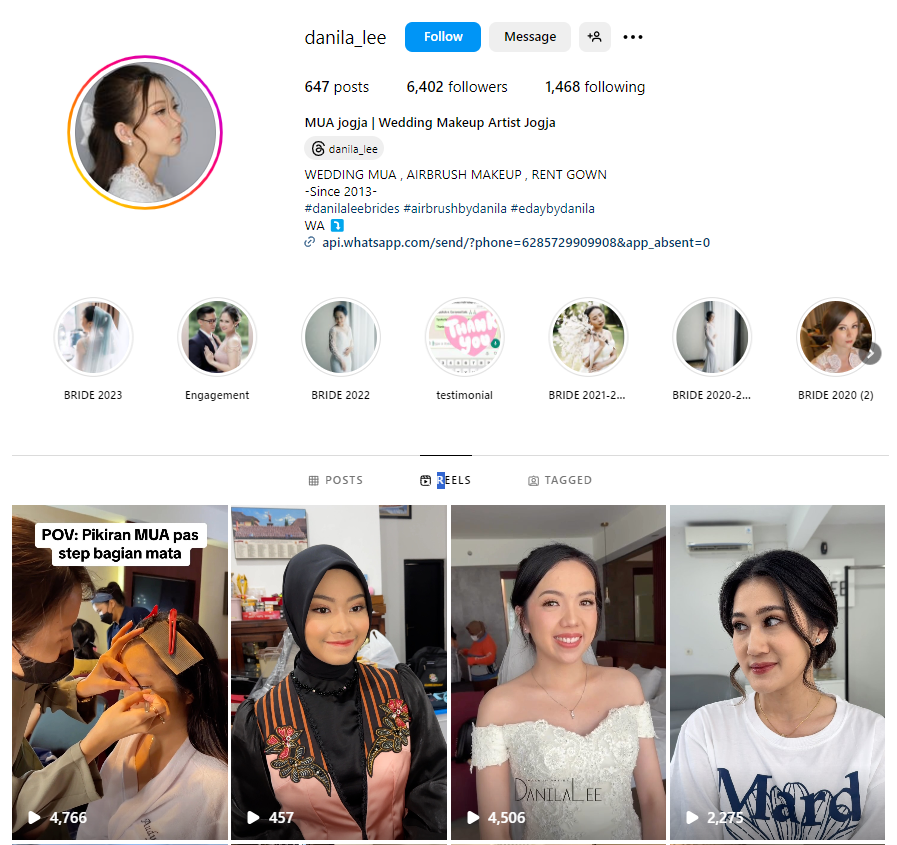 danila_lee
Follow
Message
647 posts
6,402 followers
1,468 following
MUA jogja | Wedding Makeup Artist Jogja
danila_lee
WEDDING MUA , AIRBRUSH MAKEUP , RENT GOWN
-Since 2013-
#danilaleebrides #airbrushbydanila #edaybydanila
WA
api.whatsapp.com/send/?phone=6285729909908&app_absent=0
THANK
YOU
BRIDE 2023
Engagement
BRIDE 2022
testimonial
BRIDE 2021-2...
BRIDE 2020-2...
BRIDE 2020 (2)
POSTS
REELS
TAGGED
POV: Pikiran MUA pas
step bagian mata
4,766
457
DANILALEE
4,506
Mard
2,275